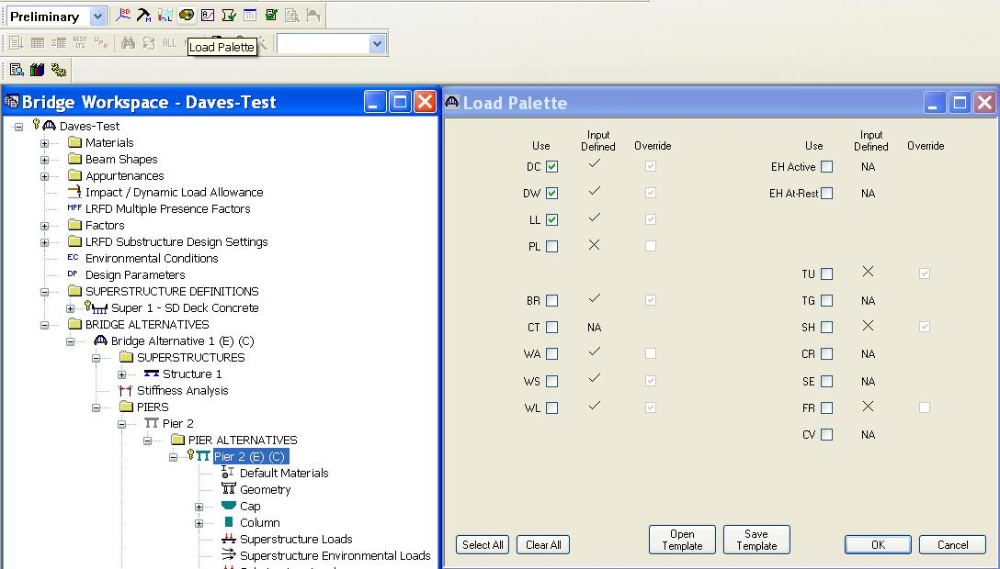 Preliminary
3D
RESU LTS
ALL
Load Palette
Bridge Workspace - Daves-Test
Daves-Test
Materials
Beam Shapes
Appurtenances
Impact / Dynamic Load Allowance
MPF LRFD Multiple Presence Factors
Factors
LRFD Substructure Design Settings
EC Environmental Conditions
DP Design Parameters
SUPERSTRUCTURE DEFINITIONS
Super 1 - SD Deck Concrete
BRIDGE ALTERNATIVES
Bridge Alternative 1 (E) (C)
SUPERSTRUCTURES
Structure 1
Stiffness Analysis
PIERS
Pier 2
PIER ALTERNATIVES
Pier 2 (E) (C)
Default Materials
Geometry
Cap
Column
Superstructure Loads
Superstructure Environmental Loads
Load Palette
Use Input Defined Override
DC
DW
LL
PL
BR
CT NA
WA
WS
WL
Use Input Defined Override
EH Active NA
EH At-Rest NA
TU
TG NA
SH
CR NA
SE NA
FR
CV NA
Select All
Clear All
Open Template
Save Template
OK
Cancel